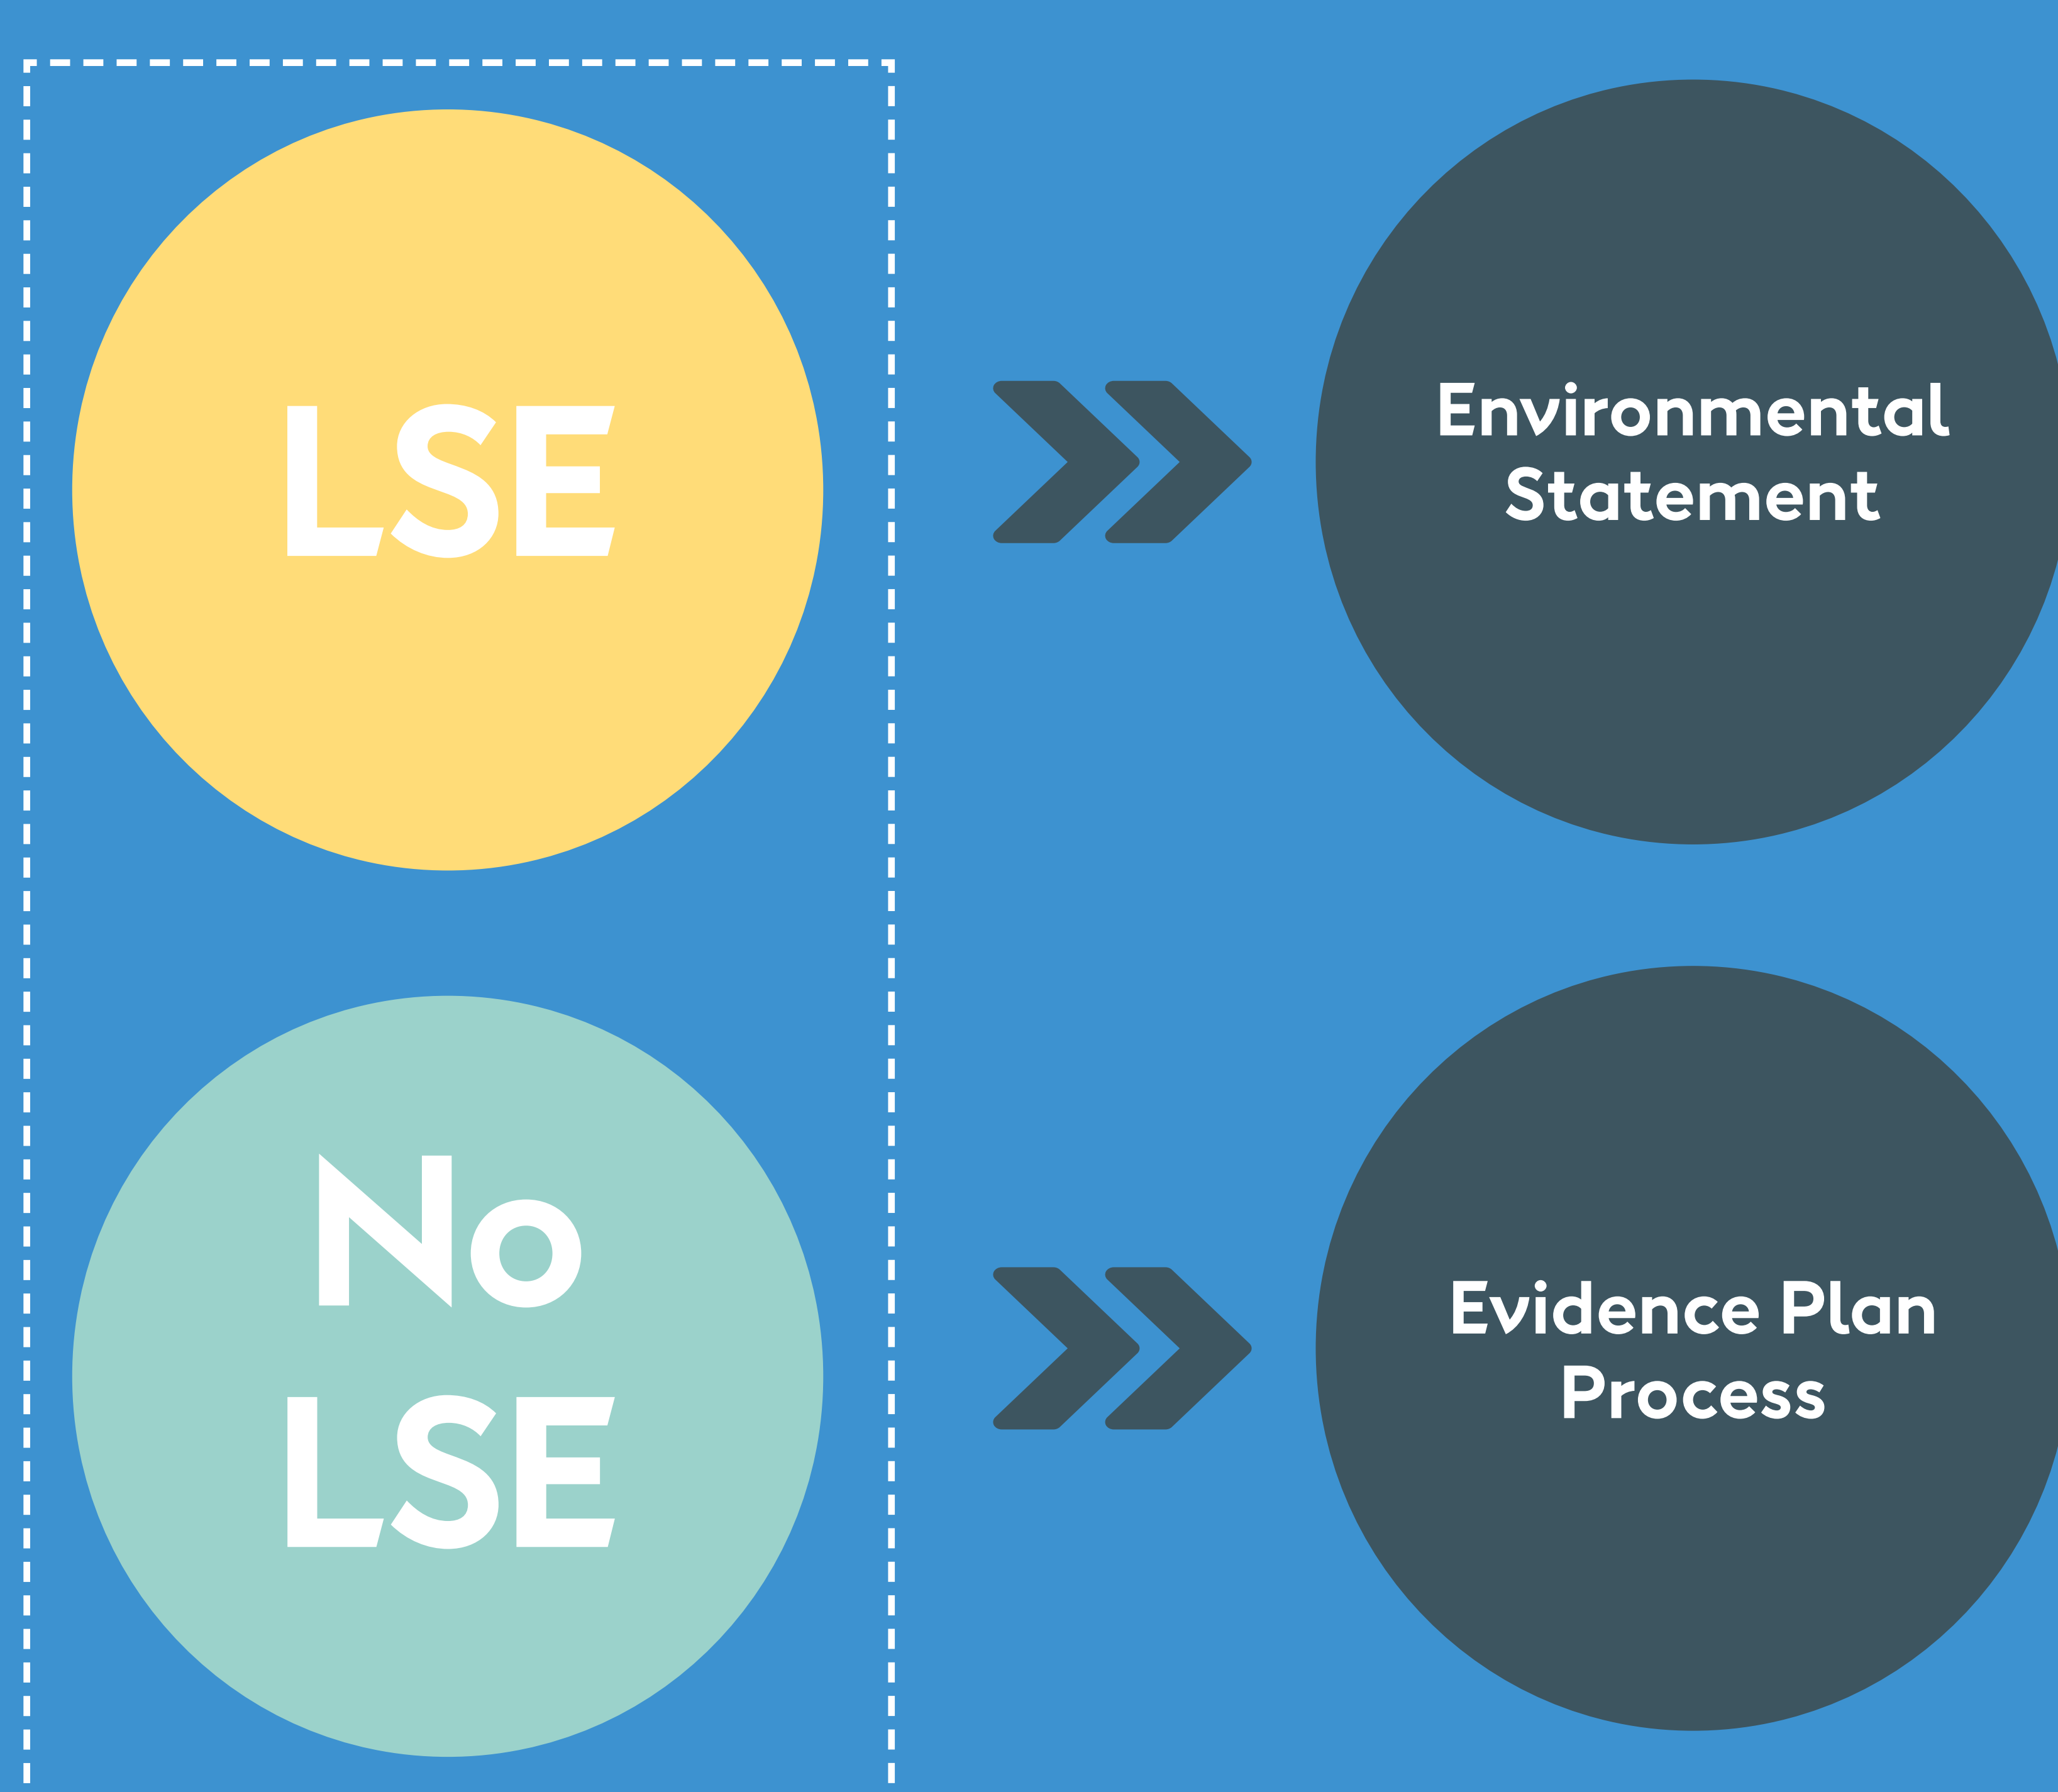 LSE
Environmental
Statement
No
LSE
Evidence Plan
Process